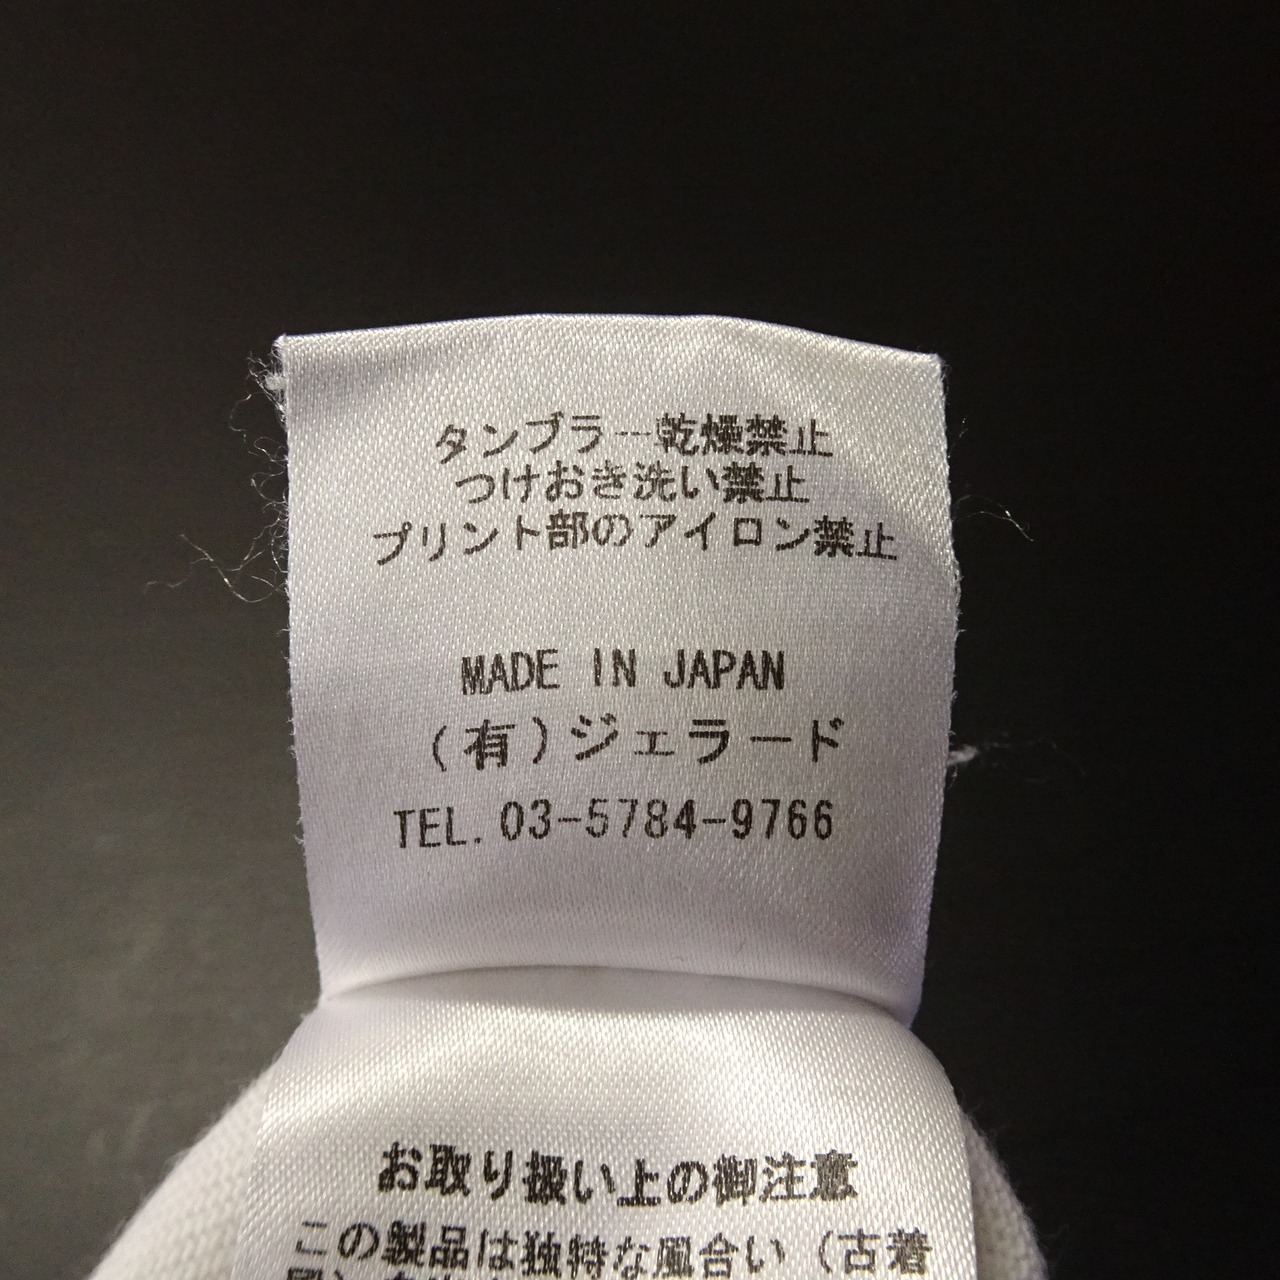 タンブラー乾燥禁止
つけおき洗い禁止
プリント部のアイロン禁止
MADE IN JAPAN
(有)ジェラード
TEL. 03-5784-9766
お取り扱い上の御注意
この製品は独特な風合い(古着